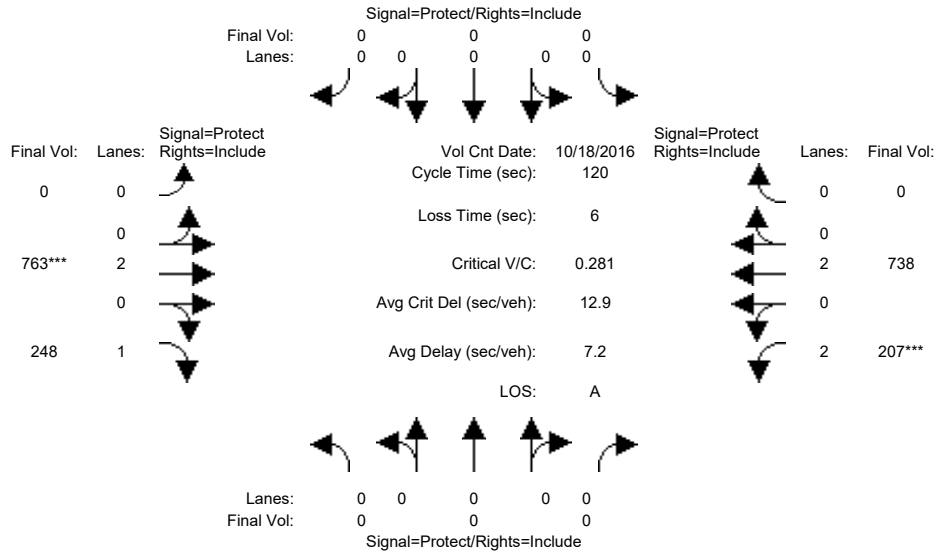 Signal=Protect/Rights=Include
Final Vol: 0 0 0
Lanes: 0 0 0 0 0
Signal=Protect
Final Vol: Lanes: Rights=Include
Vol Cnt Date: 10/18/2016
Signal=Protect
Rights=Include Lanes: Final Vol:
Cycle Time (sec): 120
0 0
0 0
Loss Time (sec): 6
0
0
763*** 2
Critical V/C: 0.281
2 738
0
Avg Crit Del (sec/veh): 12.9
0
248 1
Avg Delay (sec/veh): 7.2
2 207***
LOS: A
Lanes: 0 0 0 0 0
Final Vol: 0 0 0
Signal=Protect/Rights=Include